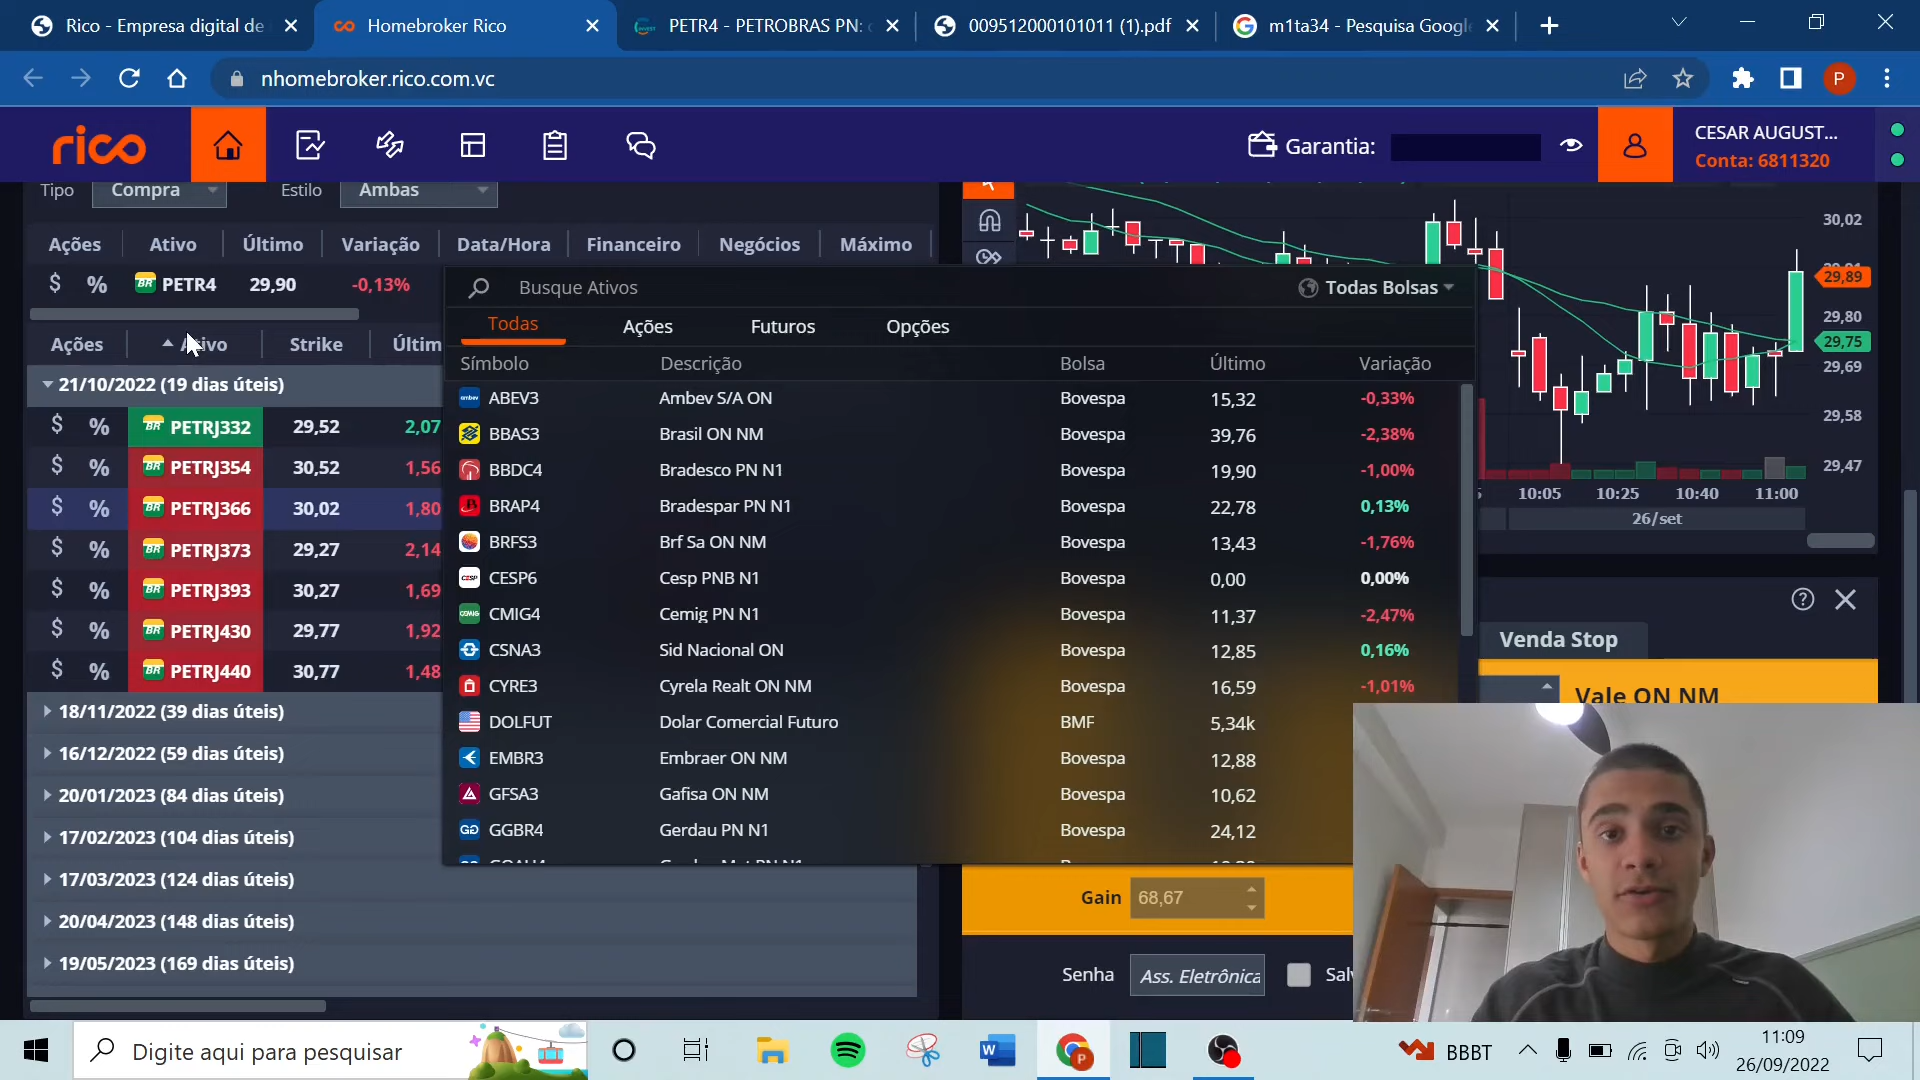 Rico - Empresa digital de
Homebroker Rico
PETR4 - PETROBRAS PN:
009512000101011 (1).pdf
m1ta34 - Pesquisa Googl
nhomebroker.rico.com.vc
P
rico
Garantia:
CESAR AUGUST...
Conta: 6811320
Tipo Compra Estilo Ambas
Ações Ativo Último Variação Data/Hora Financeiro Negócios Máximo
$ % PETR4 29,90 -0,13%
Busque Ativos Todas Bolsas
Todas Ações Futuros Opções
Ações Ativo Strike Últim
Símbolo Descrição Bolsa Último Variação
21/10/2022 (19 dias úteis)
$ % PETRJ332 29,52 2,07
$ % PETRJ354 30,52 1,56
$ % PETRJ366 30,02 1,80
$ % PETRJ373 29,27 2,14
$ % PETRJ393 30,27 1,69
$ % PETRJ430 29,77 1,92
$ % PETRJ440 30,77 1,48
18/11/2022 (39 dias úteis)
16/12/2022 (59 dias úteis)
20/01/2023 (84 dias úteis)
17/02/2023 (104 dias úteis)
17/03/2023 (124 dias úteis)
20/04/2023 (148 dias úteis)
19/05/2023 (169 dias úteis)
ABEV3 Ambev S/A ON Bovespa 15,32 -0,33%
BBAS3 Brasil ON NM Bovespa 39,76 -2,38%
BBDC4 Bradesco PN N1 Bovespa 19,90 -1,00%
BRAP4 Bradespar PN N1 Bovespa 22,78 0,13%
BRFS3 Brf Sa ON NM Bovespa 13,43 -1,76%
CESP6 Cesp PNB N1 Bovespa 0,00 0,00%
CMIG4 Cemig PN N1 Bovespa 11,37 -2,47%
CSNA3 Sid Nacional ON Bovespa 12,85 0,16%
CYRE3 Cyrela Realt ON NM Bovespa 16,59 -1,01%
DOLFUT Dolar Comercial Futuro BMF 5,34k
EMBR3 Embraer ON NM Bovespa 12,88
GFSA3 Gafisa ON NM Bovespa 10,62
GGBR4 Gerdau PN N1 Bovespa 24,12
30,02
29,89
29,80
29,75
29,69
29,58
29,47
10:05 10:25 10:40 11:00
26/set
Venda Stop
Vale ON NM
Gain 68,67
Senha Ass. Eletrônica
Digite aqui para pesquisar
BBBT
11:09
26/09/2022